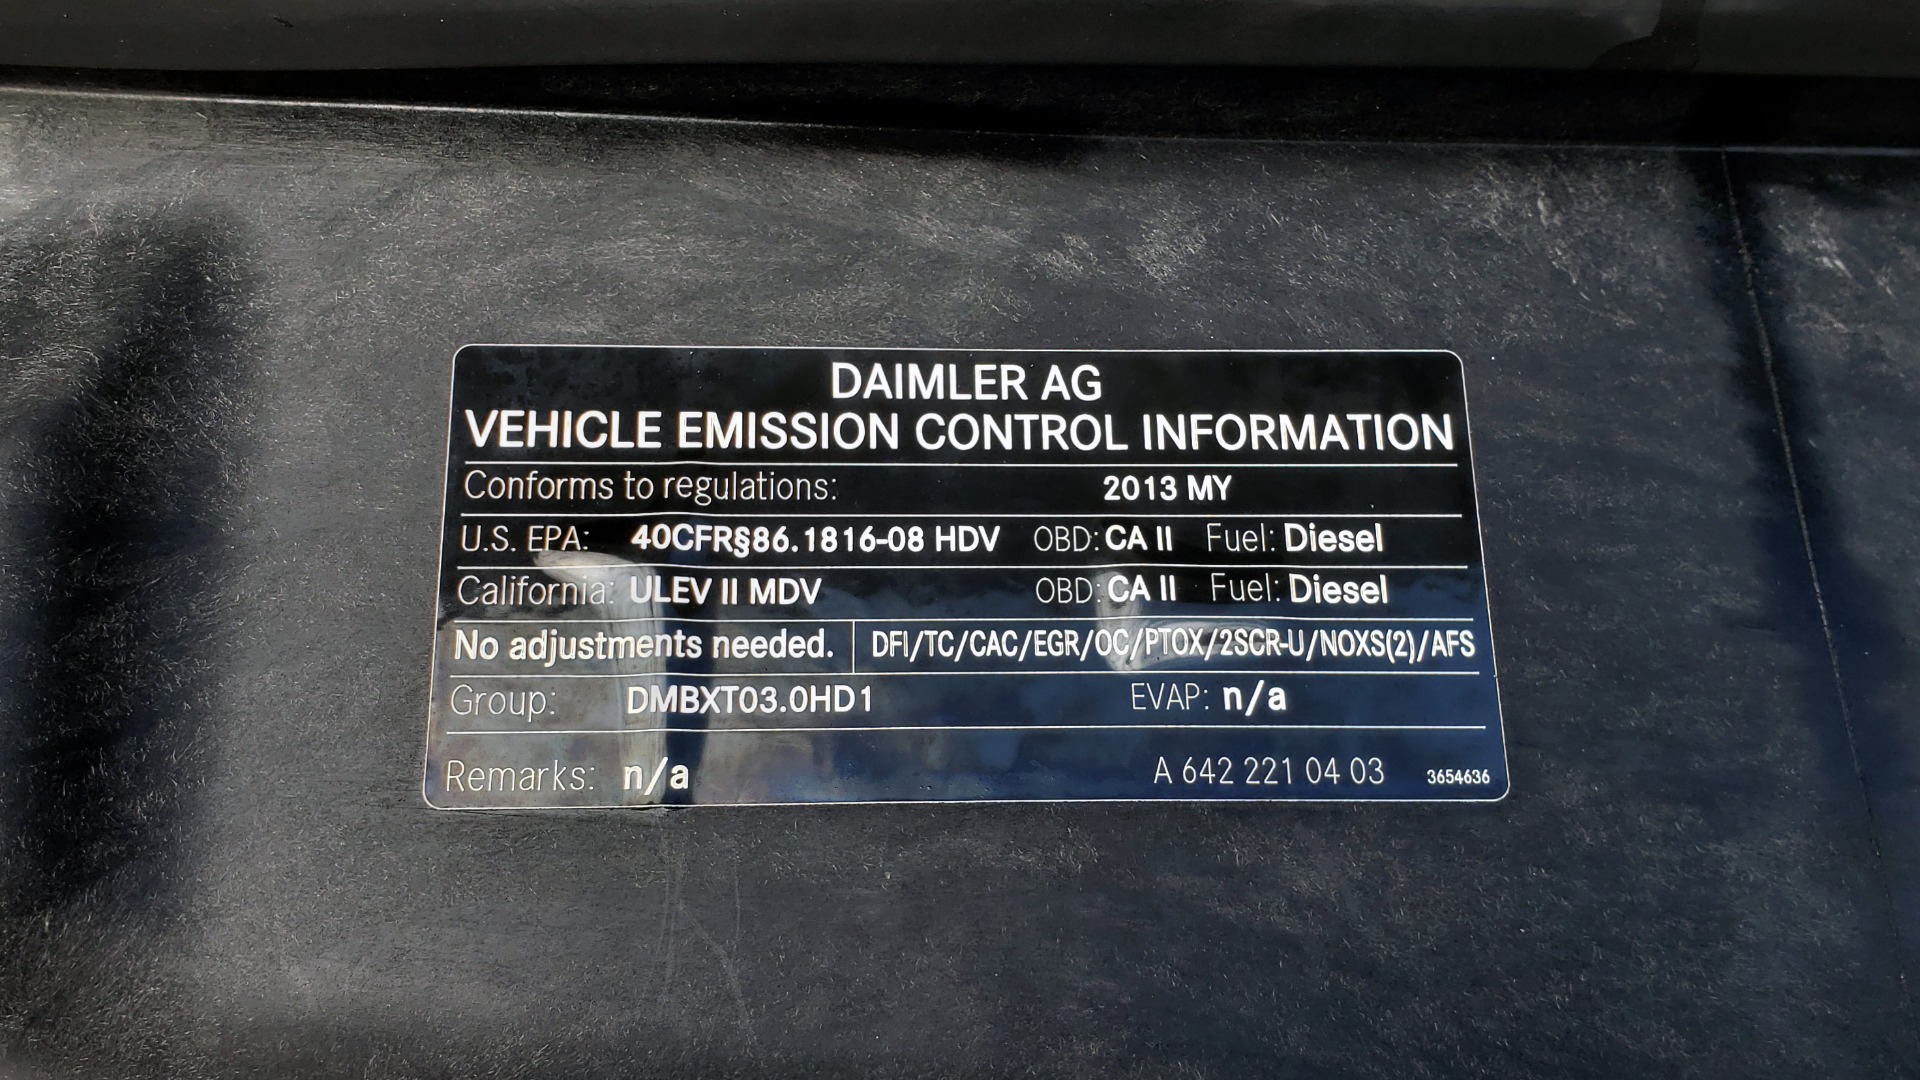 DAIMLER AG
VEHICLE EMISSION CONTROL INFORMATION
Conforms to regulations: 2013 MY
U.S. EPA: 40CFR§86.1816-08 HDV OBD: CA II Fuel: Diesel
California: ULEV II MDV OBD: CA II Fuel: Diesel
No adjustments needed. DFI/TC/CAC/EGR/OC/PTOX/2SCR-U/NOXS(2)/AFS
Group: DMBXT03.0HD1 EVAP: n/a
Remarks: n/a A 642 221 04 03 3654636